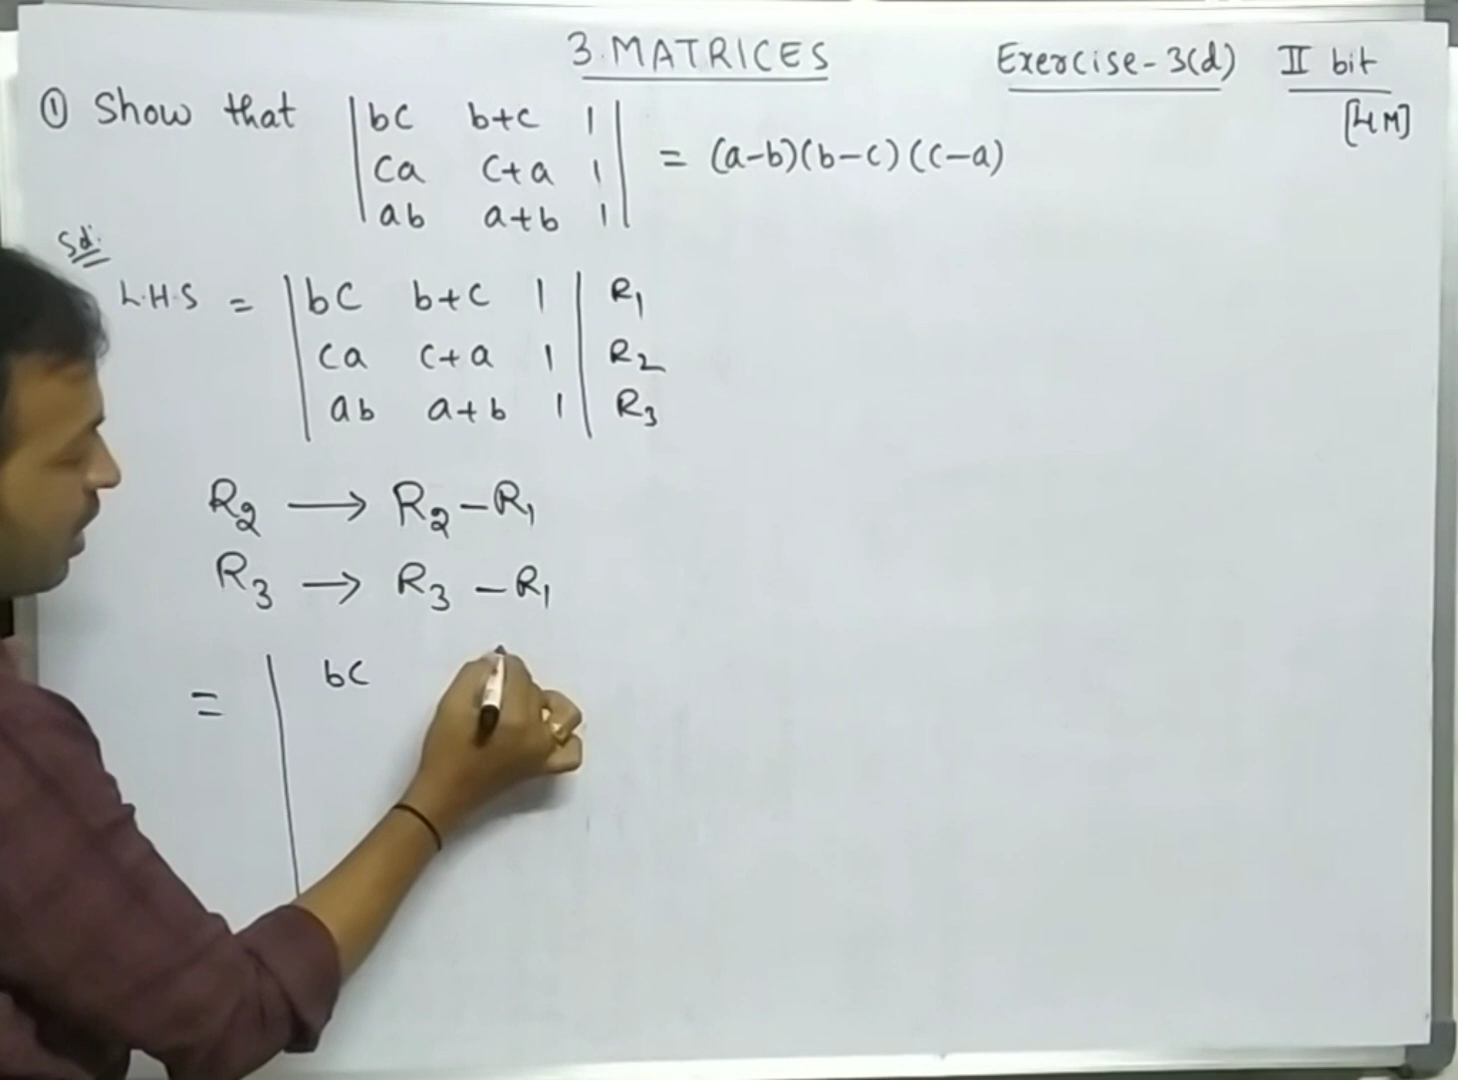 3. MATRICES Exercise-3(d) II bit
[4M]
① Show that | bc b+c 1 |
| ca c+a 1 | = (a-b)(b-c)(c-a)
| ab a+b 1 |
Sol:
L.H.S = | bc b+c 1 | R₁
| ca c+a 1 | R₂
| ab a+b 1 | R₃
R₂ → R₂-R₁
R₃ → R₃-R₁
= | bc